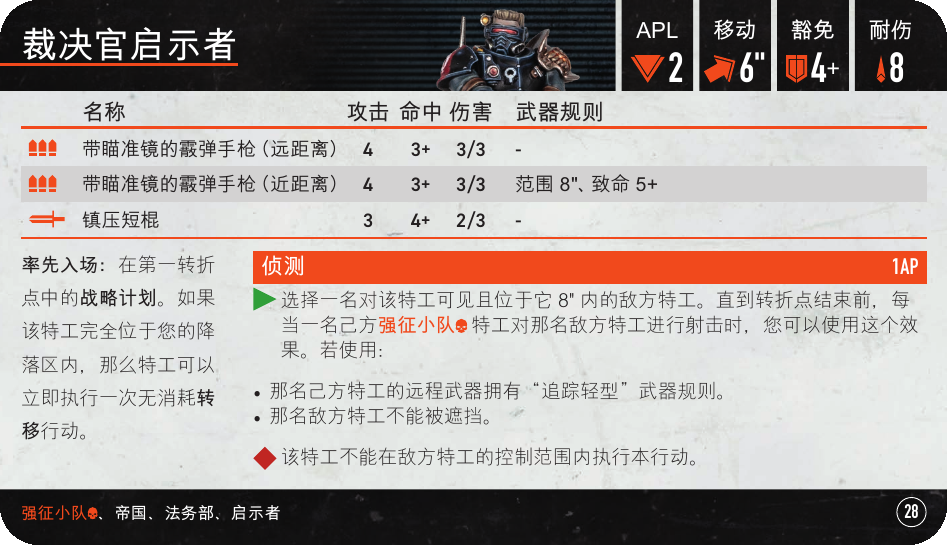 裁决官启示者
APL 移动 豁免 耐伤
2 6" 4+ 8
名称 攻击 命中 伤害 武器规则
带瞄准镜的霰弹手枪（远距离） 4 3+ 3/3 -
带瞄准镜的霰弹手枪（近距离） 4 3+ 3/3 范围 8"、致命 5+
镇压短棍 3 4+ 2/3 -
率先入场：在第一转折
点中的战略计划。如果
该特工完全位于您的降
落区内，那么特工可以
立即执行一次无消耗转
移行动。
侦测 1AP
选择一名对该特工可见且位于它 8" 内的敌方特工。直到转折点结束前，每
当一名己方强征小队特工对那名敌方特工进行射击时，您可以使用这个效
果。若使用：
• 那名己方特工的远程武器拥有“追踪轻型”武器规则。
• 那名敌方特工不能被遮挡。
该特工不能在敌方特工的控制范围内执行本行动。
强征小队、帝国、法务部、启示者
28